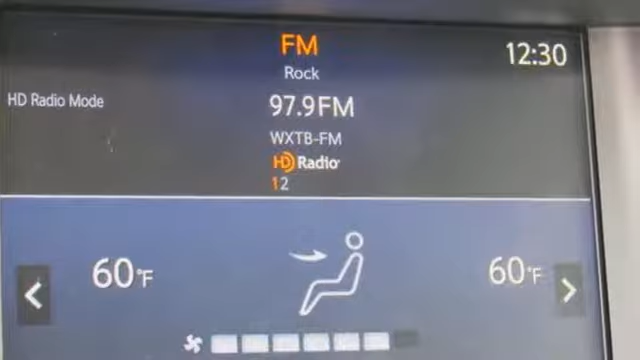 FM
12:30
Rock
HD Radio Mode
97.9FM
WXTB-FM
HD Radio
1 2
60°F
60°F